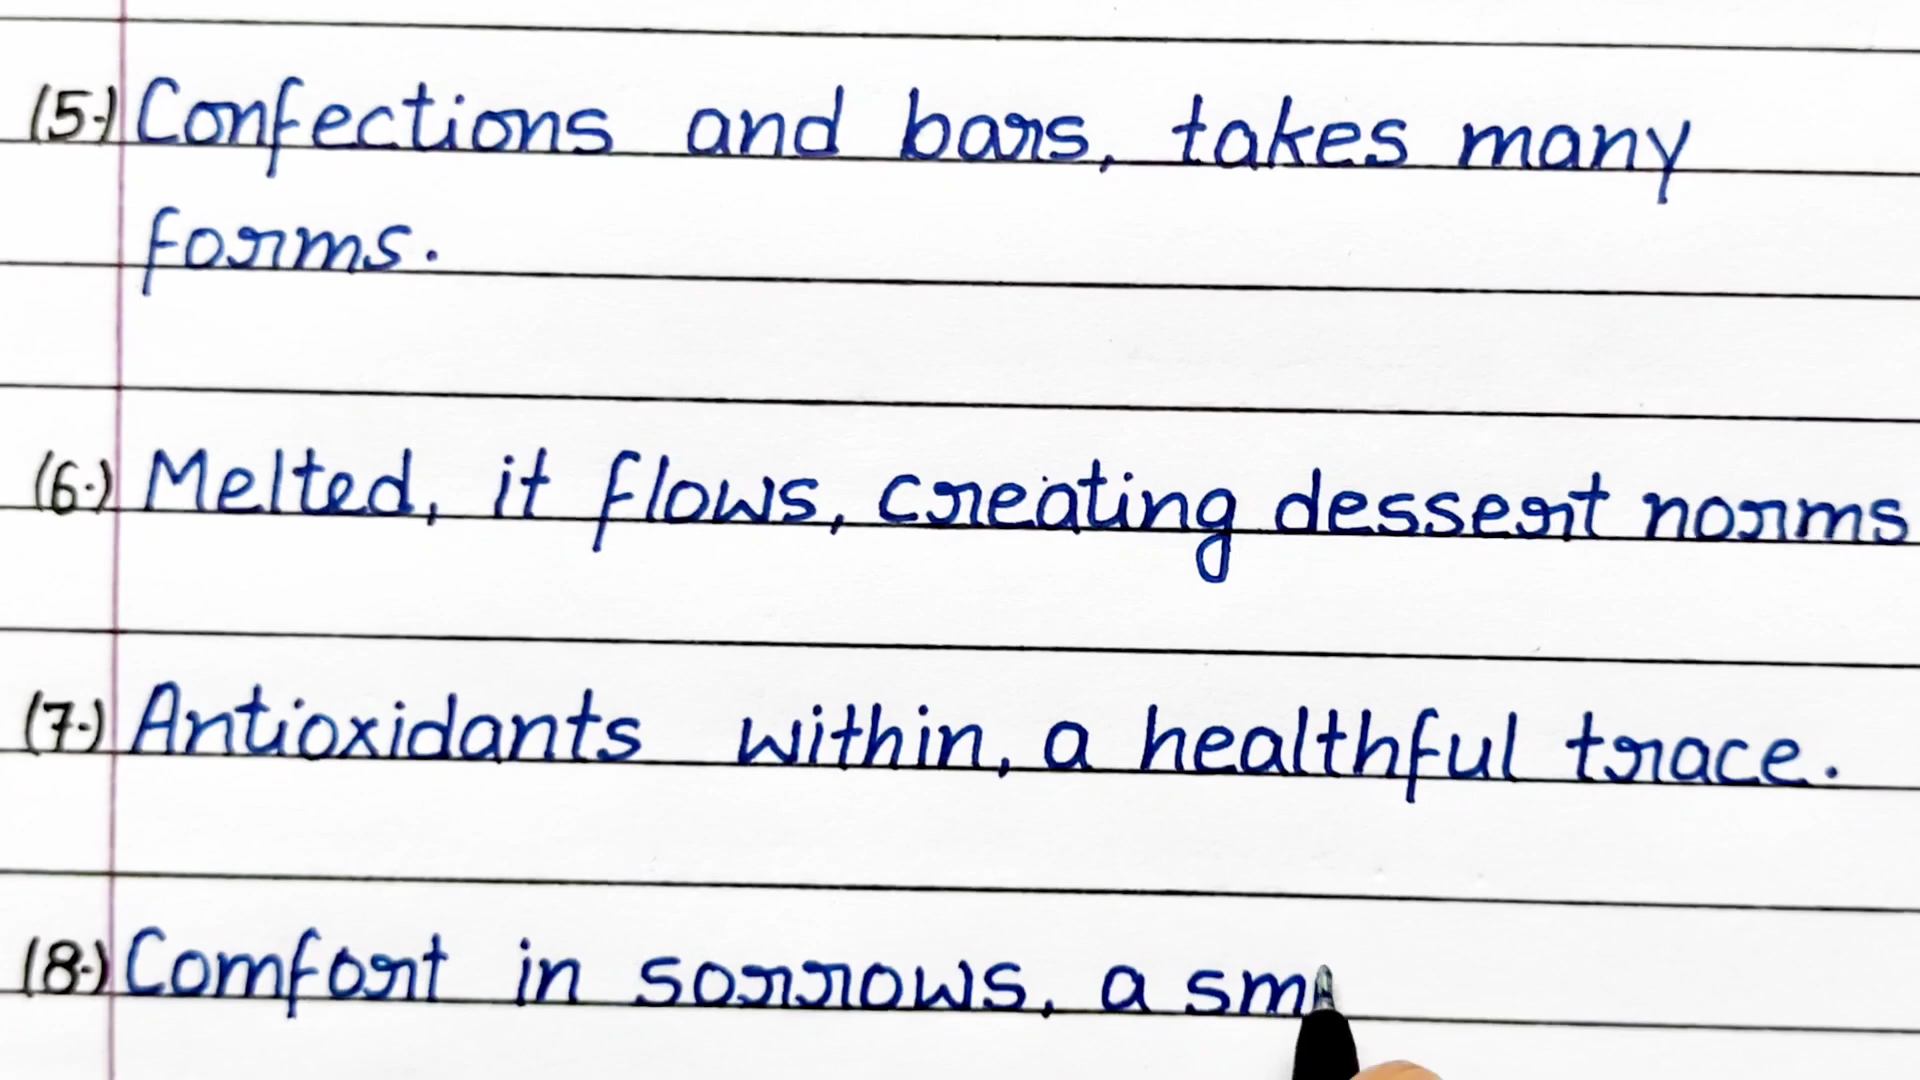 (5.) Confections and bars, takes many
forms.
(6.) Melted, it flows, creating dessert norms
(7.) Antioxidants within, a healthful trace.
(8.) Comfort in sorrows, a sm